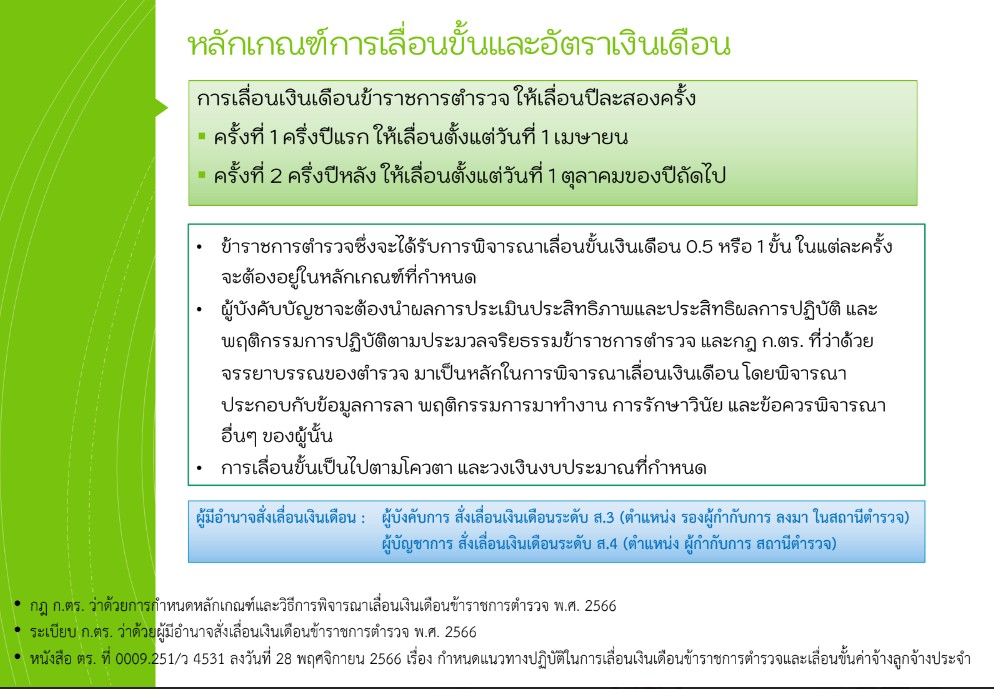 หลักเกณฑ์การเลื่อนขั้นและอัตราเงินเดือน
การเลื่อนเงินเดือนข้าราชการตำรวจ ให้เลื่อนปีละสองครั้ง
▪ ครั้งที่ 1 ครึ่งปีแรก ให้เลื่อนตั้งแต่วันที่ 1 เมษายน
▪ ครั้งที่ 2 ครึ่งปีหลัง ให้เลื่อนตั้งแต่วันที่ 1 ตุลาคมของปีถัดไป
• ข้าราชการตำรวจซึ่งจะได้รับการพิจารณาเลื่อนขั้นเงินเดือน 0.5 หรือ 1 ขั้น ในแต่ละครั้ง
จะต้องอยู่ในหลักเกณฑ์ที่กำหนด
• ผู้บังคับบัญชาจะต้องนำผลการประเมินประสิทธิภาพและประสิทธิผลการปฏิบัติ และ
พฤติกรรมการปฏิบัติตามประมวลจริยธรรมข้าราชการตำรวจ และกฎ ก.ตร. ที่ว่าด้วย
จรรยาบรรณของตำรวจ มาเป็นหลักในการพิจารณาเลื่อนเงินเดือน โดยพิจารณา
ประกอบกับข้อมูลการลา พฤติกรรมการมาทำงาน การรักษาวินัย และข้อควรพิจารณา
อื่นๆ ของผู้นั้น
• การเลื่อนขั้นเป็นไปตามโควตา และวงเงินงบประมาณที่กำหนด
ผู้มีอำนาจสั่งเลื่อนเงินเดือน : ผู้บังคับการ สั่งเลื่อนเงินเดือนระดับ ส.3 (ตำแหน่ง รองผู้กำกับการ ลงมา ในสถานีตำรวจ)
ผู้บัญชาการ สั่งเลื่อนเงินเดือนระดับ ส.4 (ตำแหน่ง ผู้กำกับการ สถานีตำรวจ)
• กฎ ก.ตร. ว่าด้วยการกำหนดหลักเกณฑ์และวิธีการพิจารณาเลื่อนเงินเดือนข้าราชการตำรวจ พ.ศ. 2566
• ระเบียบ ก.ตร. ว่าด้วยผู้มีอำนาจสั่งเลื่อนเงินเดือนข้าราชการตำรวจ พ.ศ. 2566
• หนังสือ ตร. ที่ 0009.251/ว 4531 ลงวันที่ 28 พฤศจิกายน 2566 เรื่อง กำหนดแนวทางปฏิบัติในการเลื่อนเงินเดือนข้าราชการตำรวจและเลื่อนขั้นค่าจ้างลูกจ้างประจำ